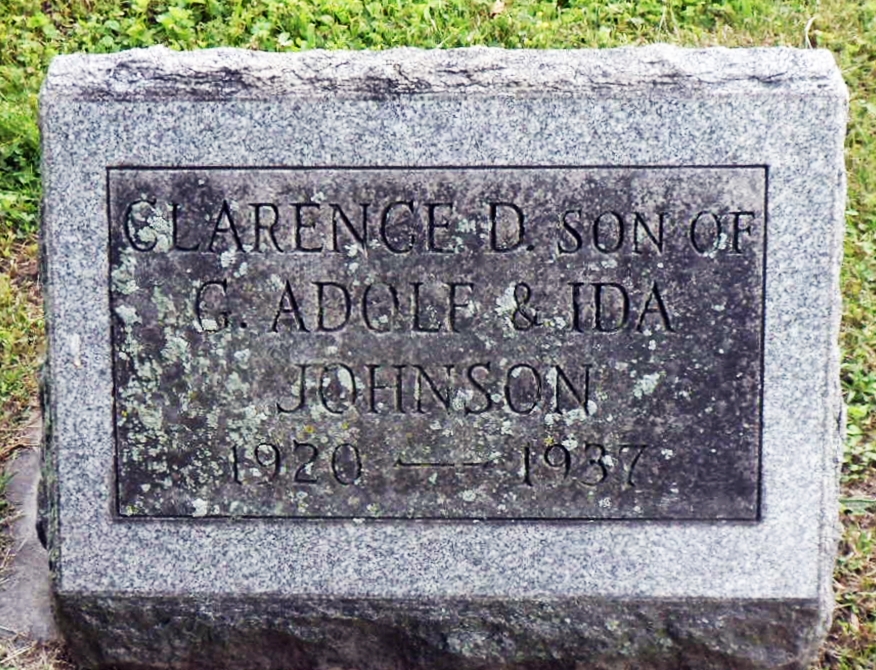 CLARENCE D. SON OF
G. ADOLF & IDA
JOHNSON
1920 — 1937